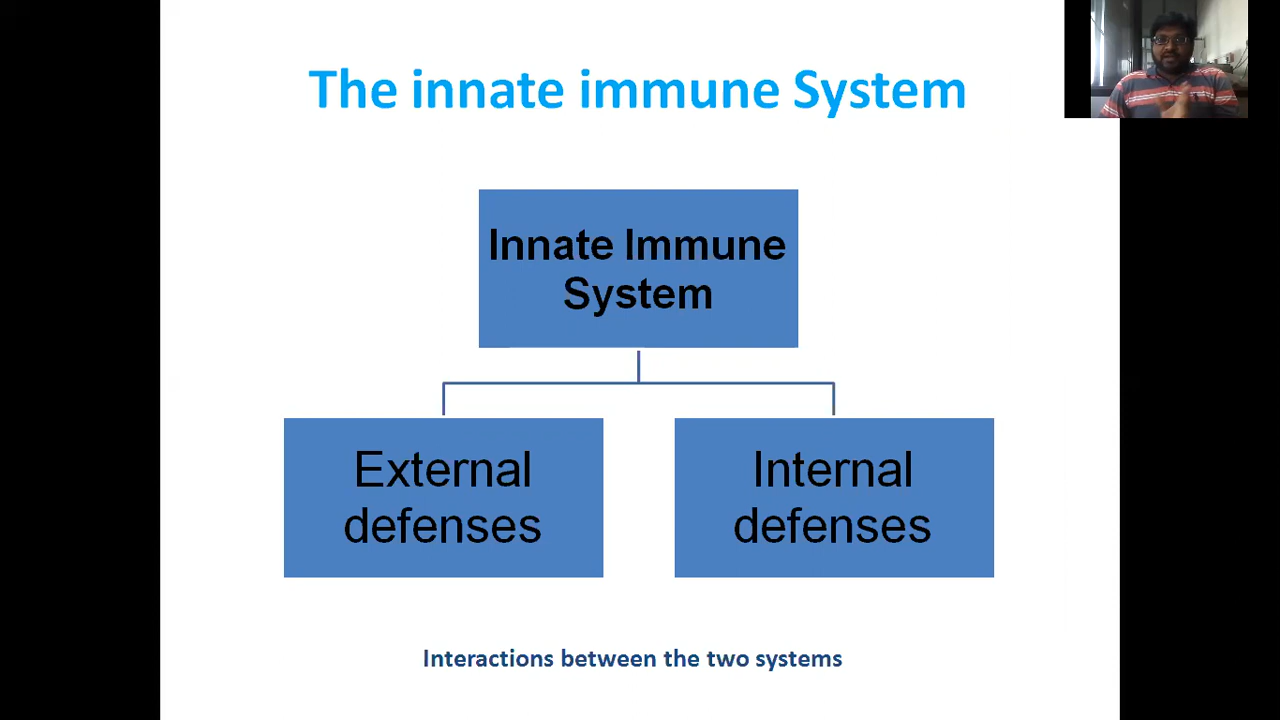 The innate immune System
Innate Immune
System
External
defenses
Internal
defenses
Interactions between the two systems